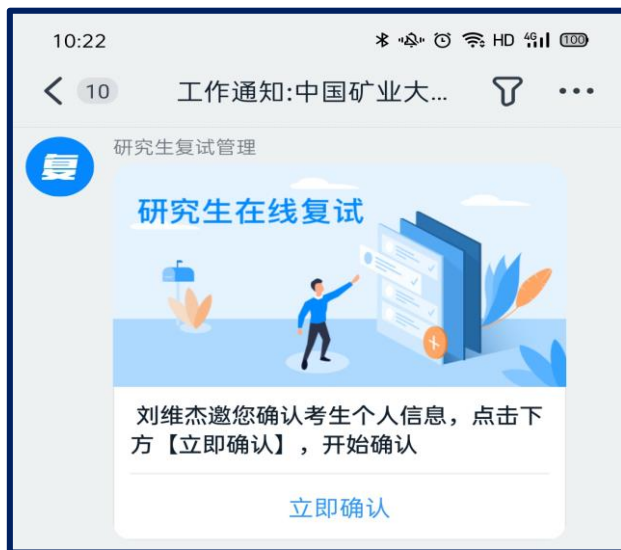 10:22 HD 4G 100
10 工作通知:中国矿业大...
研究生复试管理
复
研究生在线复试
刘维杰邀您确认考生个人信息，点击下
方【立即确认】，开始确认
立即确认